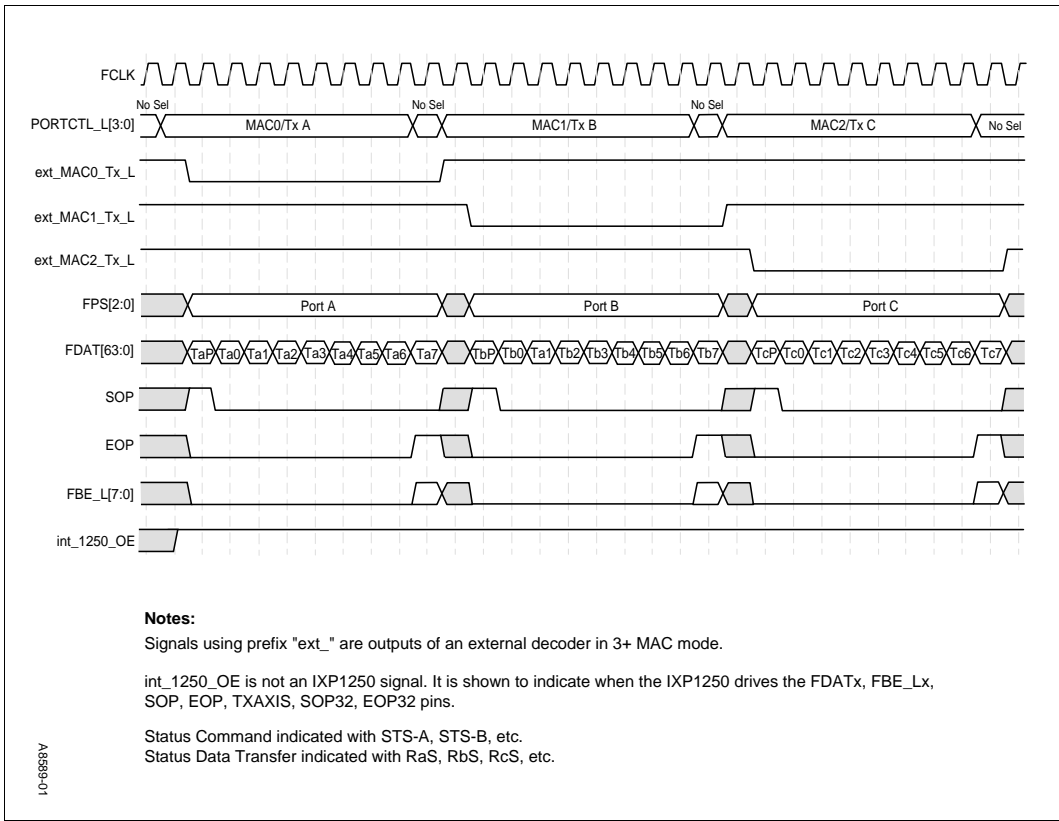 FCLK
No Sel No Sel No Sel
PORTCTL_L[3:0] MAC0/Tx A MAC1/Tx B MAC2/Tx C No Sel
ext_MAC0_Tx_L
ext_MAC1_Tx_L
ext_MAC2_Tx_L
FPS[2:0] Port A Port B Port C
FDAT[63:0] TaP Ta0 Ta1 Ta2 Ta3 Ta4 Ta5 Ta6 Ta7 TbP Tb0 Ta1 Tb2 Tb3 Tb4 Tb5 Tb6 Tb7 TcP Tc0 Tc1 Tc2 Tc3 Tc4 Tc5 Tc6 Tc7
SOP
EOP
FBE_L[7:0]
int_1250_OE
Notes:
Signals using prefix "ext_" are outputs of an external decoder in 3+ MAC mode.
int_1250_OE is not an IXP1250 signal. It is shown to indicate when the IXP1250 drives the FDATx, FBE_Lx,
SOP, EOP, TXAXIS, SOP32, EOP32 pins.
Status Command indicated with STS-A, STS-B, etc.
Status Data Transfer indicated with RaS, RbS, RcS, etc.
A8589-01